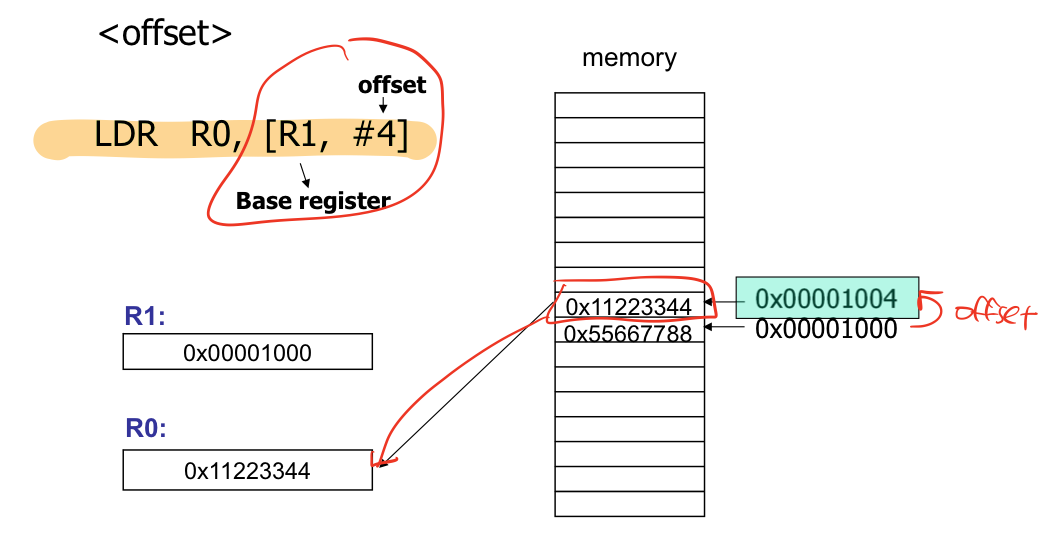 <offset>
memory
offset
LDR R0, [R1, #4]
Base register
0x11223344
0x00001004
0x55667788
0x00001000
offset
R1:
0x00001000
R0:
0x11223344